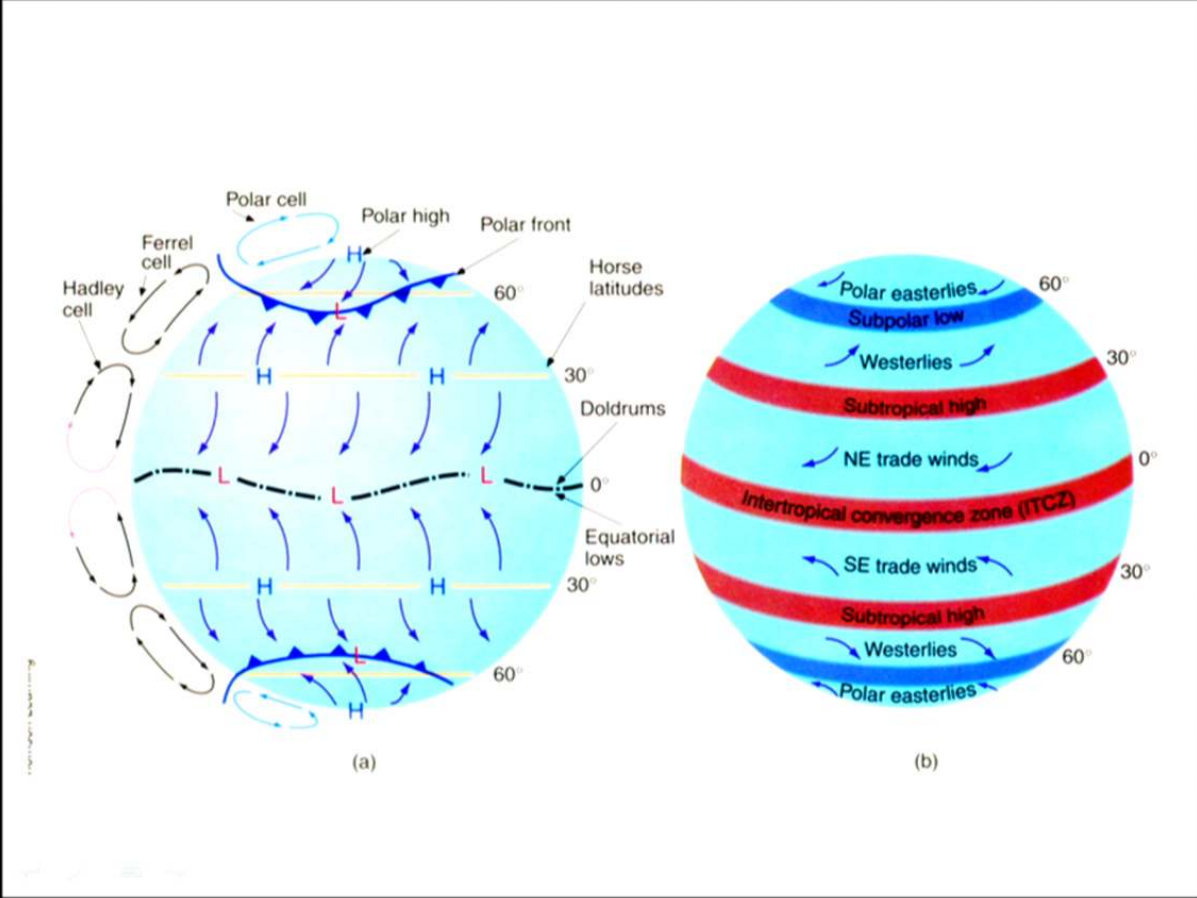 Polar cell
Polar high
Polar front
Ferrel
cell
Hadley
cell
H
Horse
latitudes
60°
L
H
H
30°
Doldrums
L
L
L
0°
Equatorial
lows
H
H
30°
L
60°
H
(a)
Polar easterlies
60°
Subpolar low
Westerlies
30°
Subtropical high
NE trade winds
0°
Intertropical convergence zone (ITCZ)
SE trade winds
30°
Subtropical high
Westerlies
60°
Polar easterlies
(b)